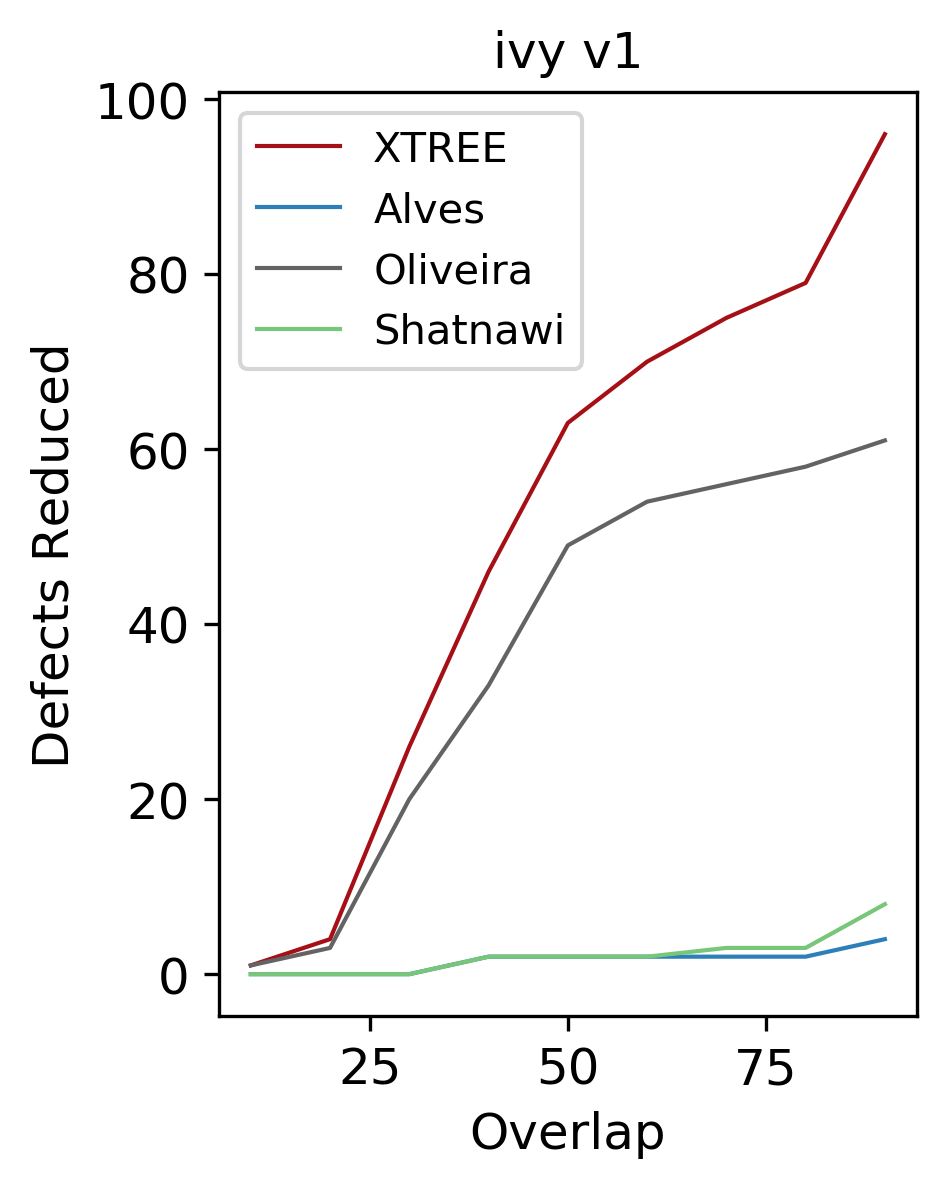 ivy v1
100
80
60
40
20
0
Defects Reduced
XTREE
Alves
Oliveira
Shatnawi
25 50 75
Overlap